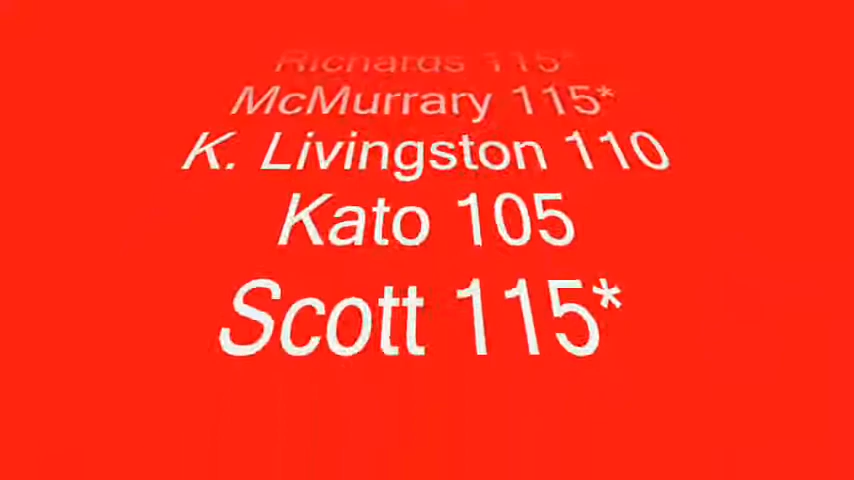 Richards 115*
McMurrary 115*
K. Livingston 110
Kato 105
Scott 115*